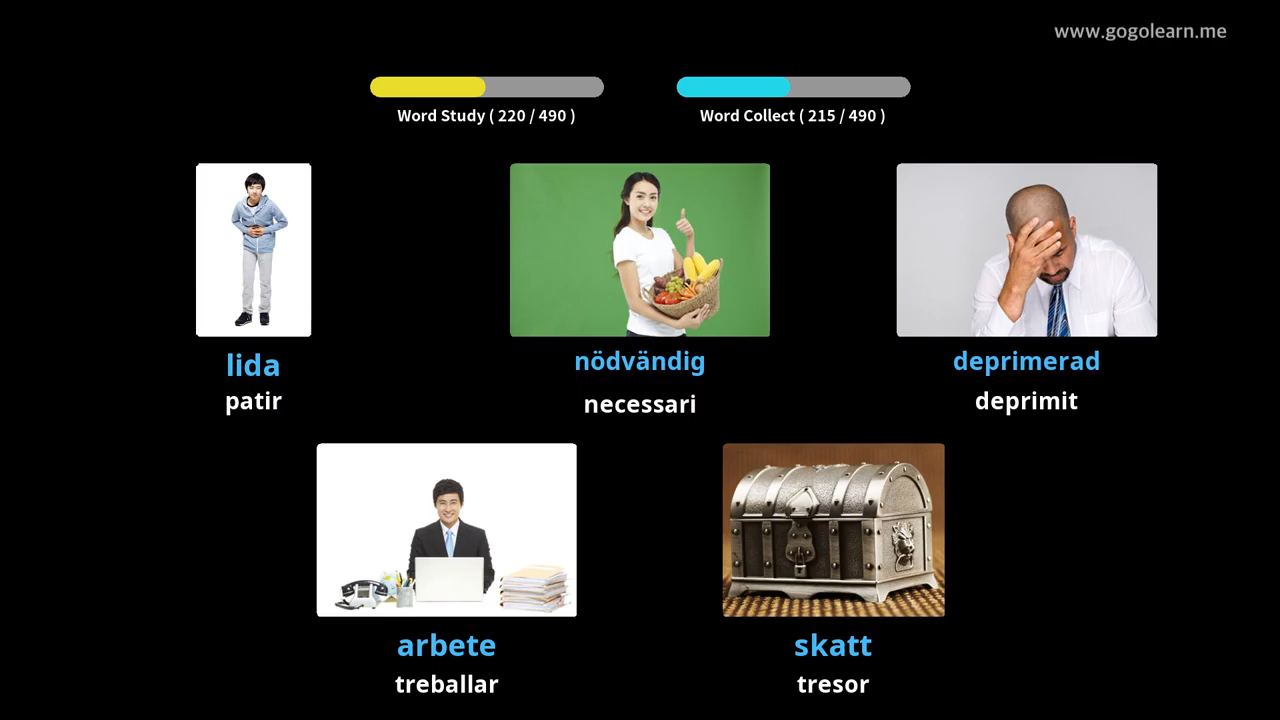 www.gogolearn.me
Word Study ( 220 / 490 )
Word Collect ( 215 / 490 )
lida
patir
nödvändig
necessari
deprimerad
deprimit
arbete
treballar
skatt
tresor